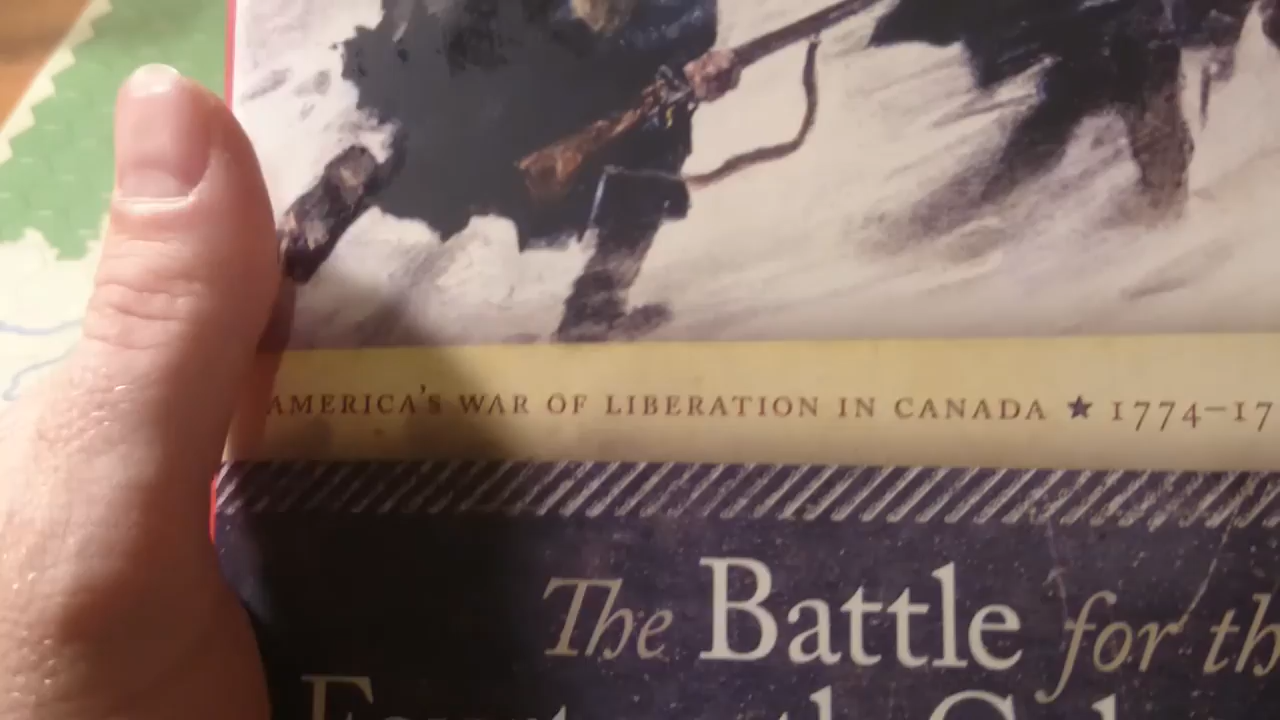 AMERICA'S WAR OF LIBERATION IN CANADA ★ 1774–17
The Battle for th